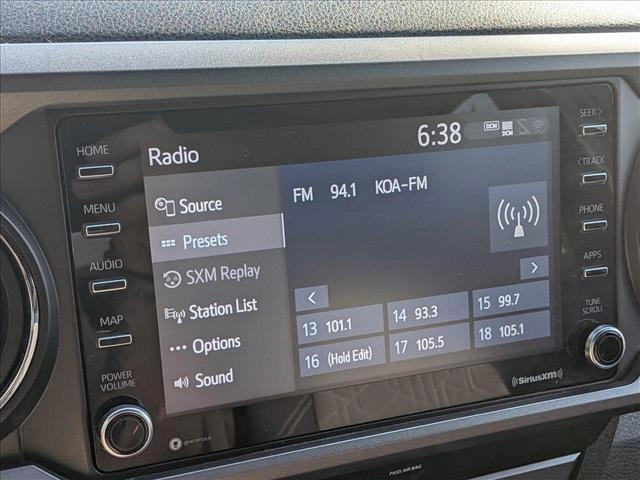 6:38 DCM
HOME
MENU
AUDIO
MAP
POWER
VOLUME
Radio
Source
Presets
SXM Replay
Station List
Options
Sound
FM 94.1 KOA-FM
< >
13 101.1 14 93.3 15 99.7
16 (Hold Edit) 17 105.5 18 105.1
SEEK >
< TRACK
PHONE
APPS
TUNE
SCROLL
((SiriusXM))
gracenote
PASS AIR BAG